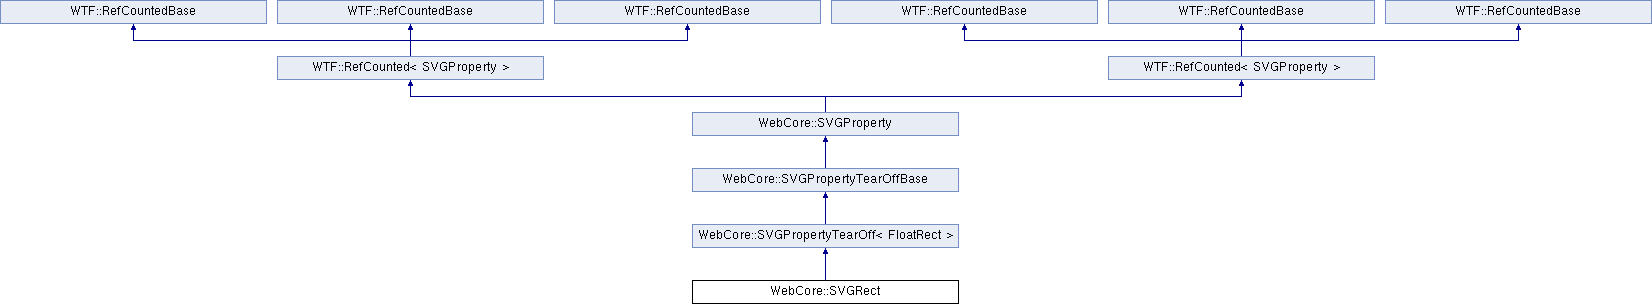 WTF::RefCountedBase
WTF::RefCountedBase
WTF::RefCountedBase
WTF::RefCountedBase
WTF::RefCountedBase
WTF::RefCountedBase
WTF::RefCounted< SVGProperty >
WTF::RefCounted< SVGProperty >
WebCore::SVGProperty
WebCore::SVGPropertyTearOffBase
WebCore::SVGPropertyTearOff< FloatRect >
WebCore::SVGRect